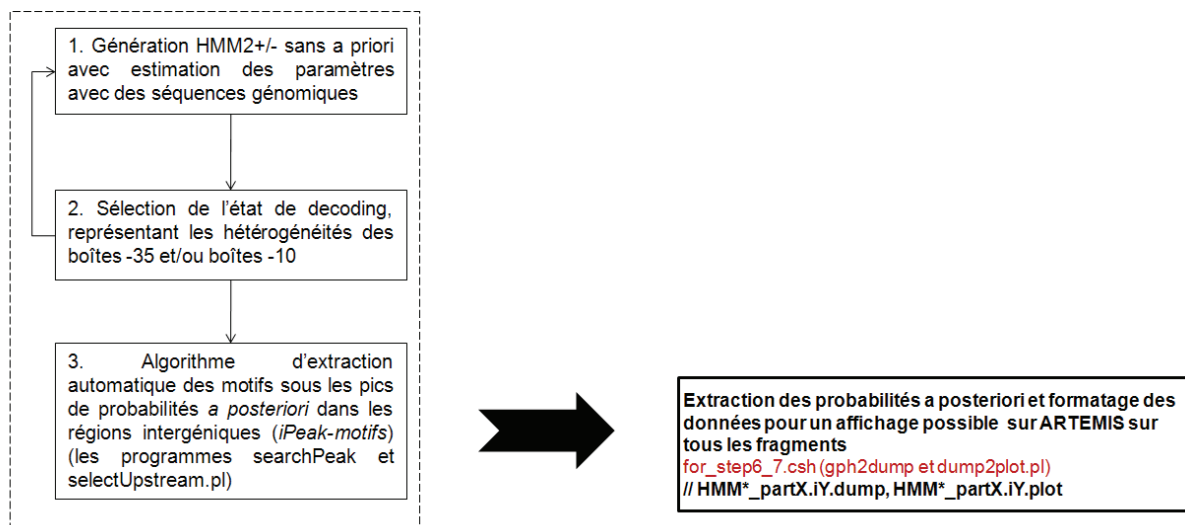 1. Génération HMM2+/- sans a priori
avec estimation des paramètres
avec des séquences génomiques
2. Sélection de l'état de decoding,
représentant les hétérogénéités des
boîtes -35 et/ou boîtes -10
3. Algorithme d'extraction
automatique des motifs sous les pics
de probabilités a posteriori dans les
régions intergéniques (iPeak-motifs)
(les programmes searchPeak et
selectUpstream.pl)
Extraction des probabilités a posteriori et formatage des
données pour un affichage possible sur ARTEMIS sur
tous les fragments
for_step6_7.csh (gph2dump et dump2plot.pl)
// HMM*_partX.iY.dump, HMM*_partX.iY.plot